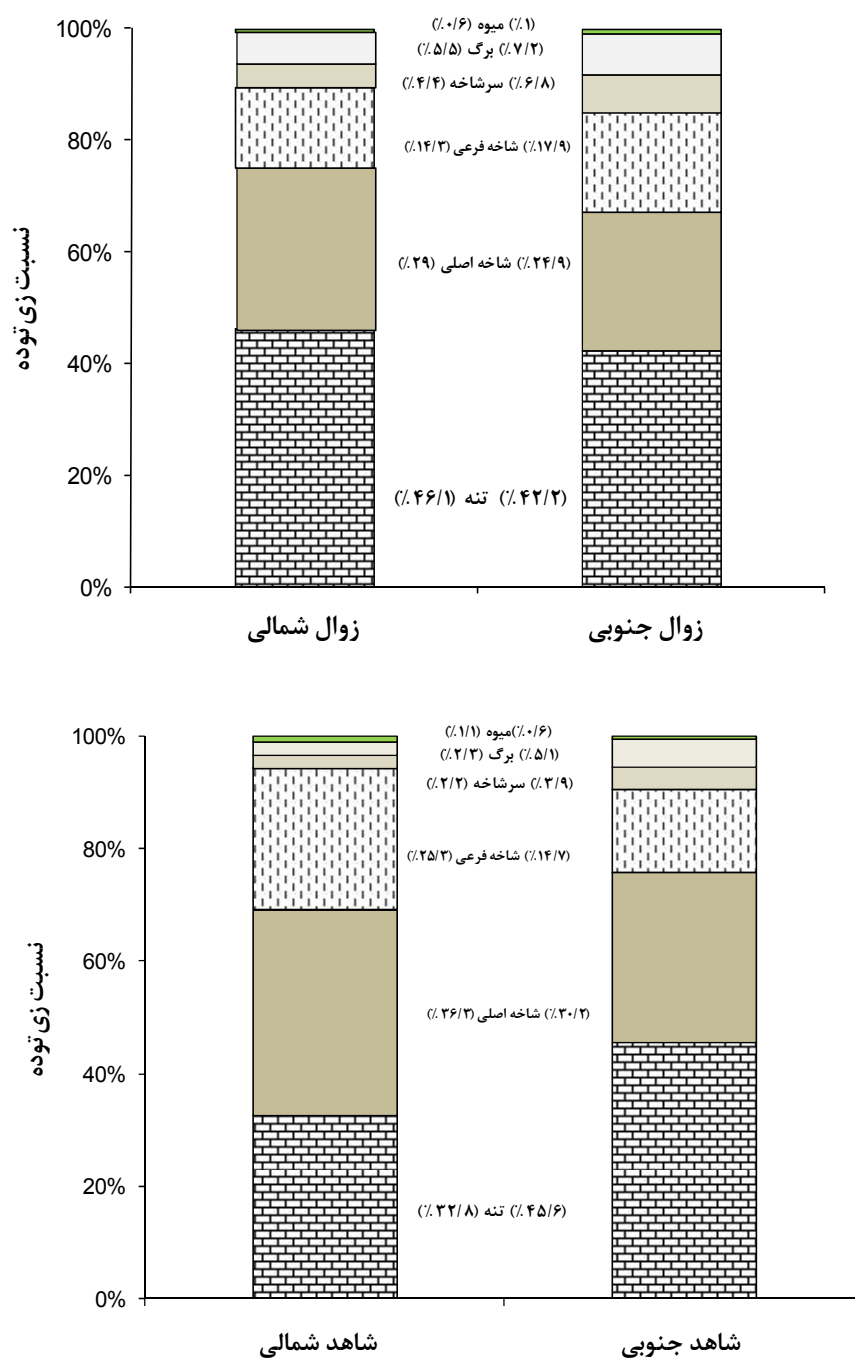 100%
80%
60%
40%
20%
0%
نسبت زی توده
(٪۱) میوه (٪۰/۶)
(٪۷/۲) برگ (٪۵/۵)
(٪۶/۸) سرشاخه (٪۴/۴)
(٪۱۷/۹) شاخه فرعی (٪۱۴/۳)
(٪۲۴/۹) شاخه اصلی (٪۲۹)
(٪۴۲/۲) تنه (٪۴۶/۱)
زوال شمالی
زوال جنوبی
100%
80%
60%
40%
20%
0%
نسبت زی توده
(٪۰/۶)میوه (٪۱/۱)
(٪۵/۱) برگ (٪۲/۳)
(٪۳/۹) سرشاخه (٪۲/۲)
(٪۱۴/۷) شاخه فرعی (٪۲۵/۳)
(٪۳۰/۲) شاخه اصلی (٪۳۶/۳)
(٪۴۵/۶) تنه (٪۳۲/۸)
شاهد شمالی
شاهد جنوبی